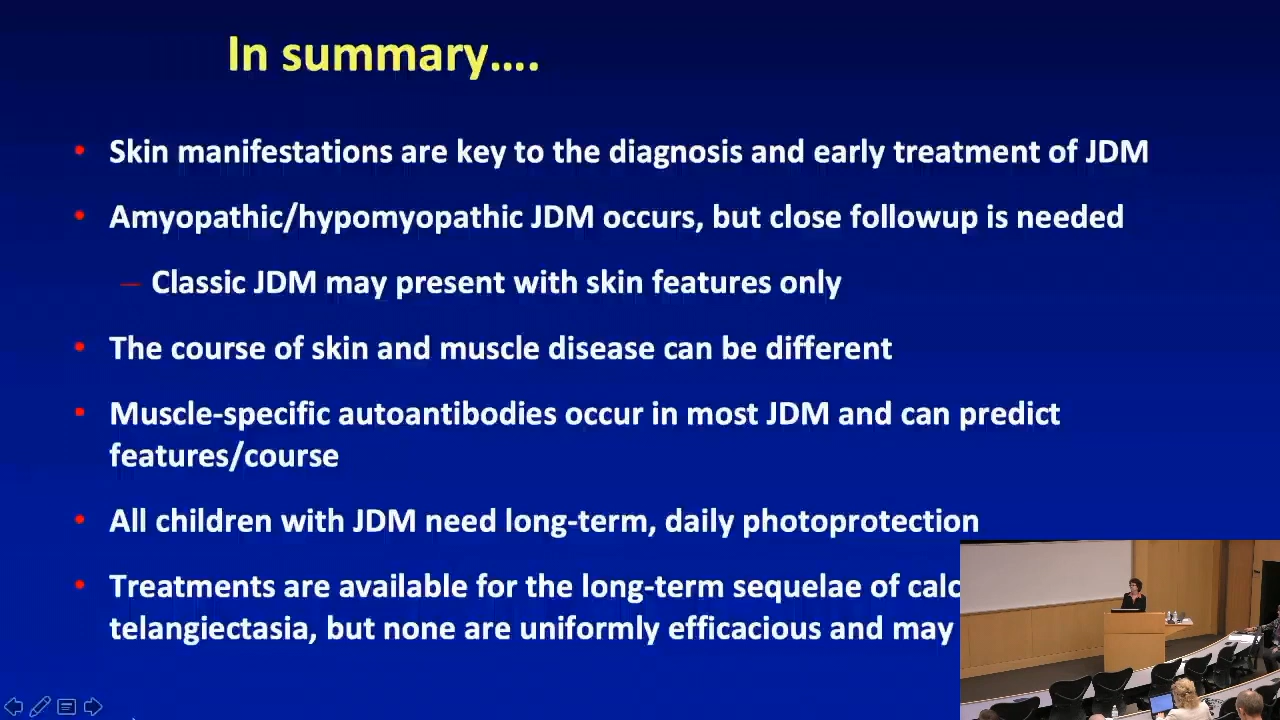 In summary....
• Skin manifestations are key to the diagnosis and early treatment of JDM
• Amyopathic/hypomyopathic JDM occurs, but close followup is needed
– Classic JDM may present with skin features only
• The course of skin and muscle disease can be different
• Muscle-specific autoantibodies occur in most JDM and can predict
features/course
• All children with JDM need long-term, daily photoprotection
• Treatments are available for the long-term sequelae of
telangiectasia, but none are uniformly efficacious and may